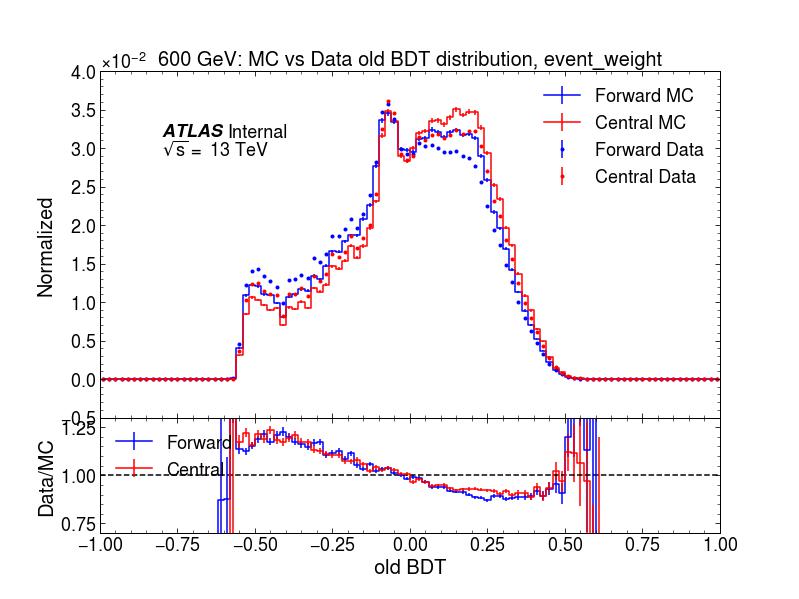 ×10⁻² 600 GeV: MC vs Data old BDT distribution, event_weight
4.0
3.5
3.0
2.5
2.0
1.5
1.0
0.5
0.0
0.5
Normalized
ATLAS Internal
√s = 13 TeV
Forward MC
Central MC
Forward Data
Central Data
1.25
1.00
0.75
Data/MC
Forward
Central
−1.00 −0.75 −0.50 −0.25 0.00 0.25 0.50 0.75 1.00
old BDT